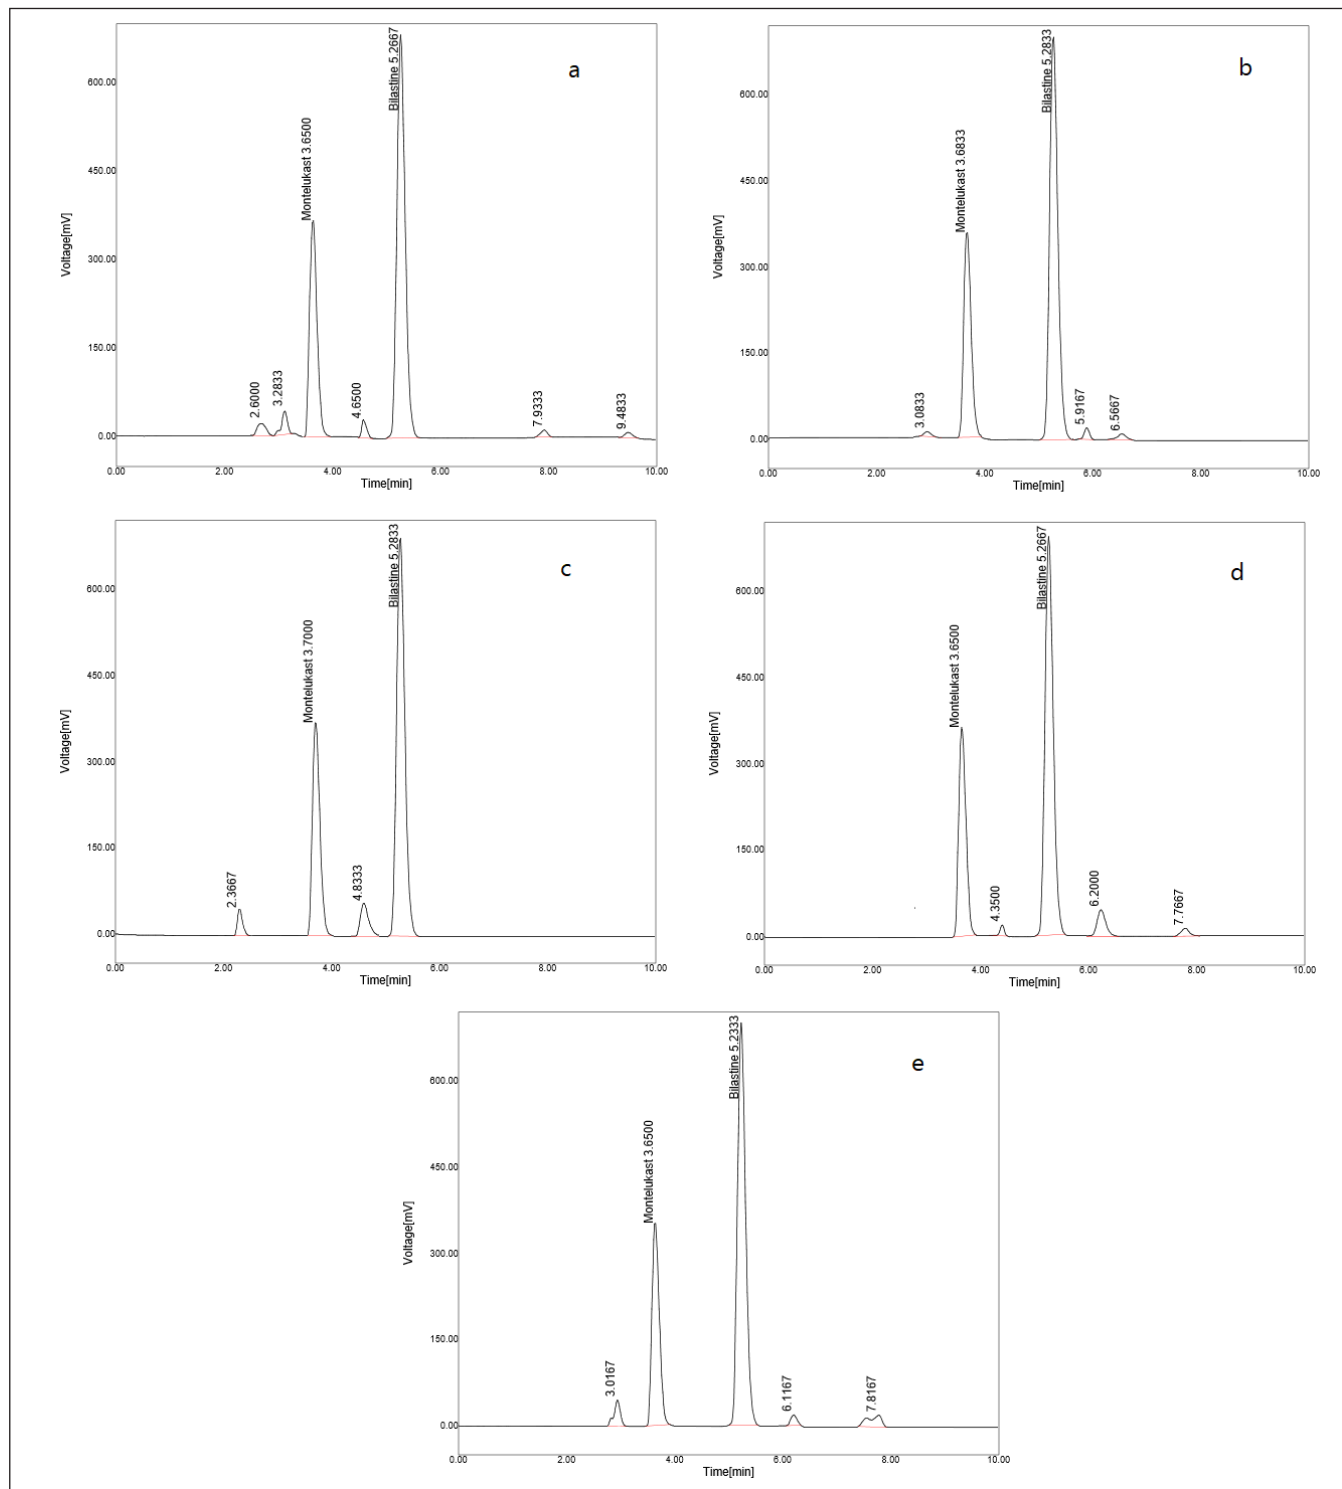 a
Bilastine 5.2667
Montelukast 3.6500
2.6000
3.2833
4.6500
7.9333
9.4833
600.00
450.00
300.00
150.00
0.00
Voltage[mV]
0.00 2.00 4.00 6.00 8.00 10.00
Time[min]
b
Bilastine 5.2833
Montelukast 3.6833
3.0833
5.9167
6.5667
600.00
450.00
300.00
150.00
0.00
Voltage[mV]
0.00 2.00 4.00 6.00 8.00 10.00
Time[min]
c
Bilastine 5.2833
Montelukast 3.7000
2.3667
4.8333
600.00
450.00
300.00
150.00
0.00
Voltage[mV]
0.00 2.00 4.00 6.00 8.00 10.00
Time[min]
d
Bilastine 5.2667
Montelukast 3.6500
4.3500
6.2000
7.7667
600.00
450.00
300.00
150.00
0.00
Voltage[mV]
0.00 2.00 4.00 6.00 8.00 10.00
Time[min]
e
Bilastine 5.2333
Montelukast 3.6500
3.0167
6.1167
7.8167
600.00
450.00
300.00
150.00
0.00
Voltage[mV]
0.00 2.00 4.00 6.00 8.00 10.00
Time[min]